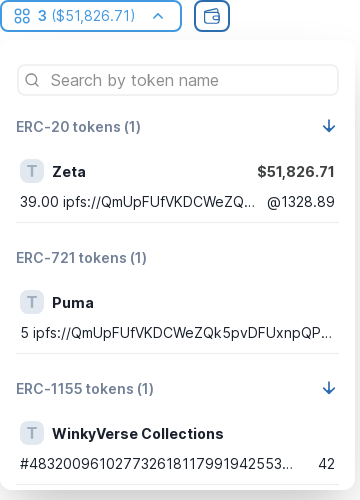 3 ($51,826.71)
Search by token name
ERC-20 tokens (1)
T Zeta $51,826.71
39.00 ipfs://QmUpFUfVKDCWeZQ... @1328.89
ERC-721 tokens (1)
T Puma
5 ipfs://QmUpFUfVKDCWeZQk5pvDFUxnpQP...
ERC-1155 tokens (1)
T WinkyVerse Collections
#483200961027732618117991942553... 42